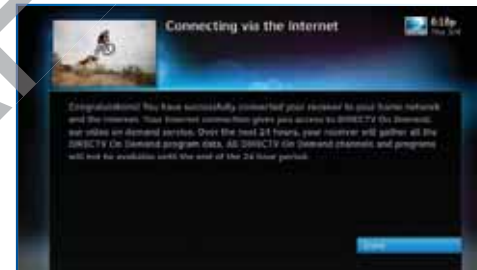 Connecting via the Internet
6:18p
Thu 3/4
Congratulations! You have successfully connected your receiver to your home network
and the Internet. Your Internet connection gives you access to DIRECTV On Demand,
our video on demand service. Over the next 24 hours, your receiver will gather all the
DIRECTV On Demand program data. All DIRECTV On Demand channels and programs
will not be available until the end of the 24 hour period.
Done